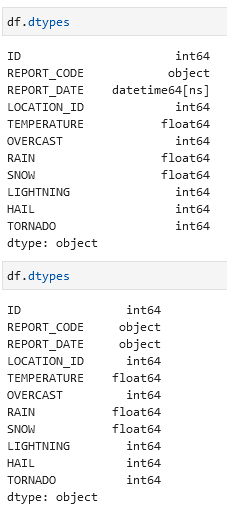 df.dtypes
ID int64
REPORT_CODE object
REPORT_DATE datetime64[ns]
LOCATION_ID int64
TEMPERATURE float64
OVERCAST int64
RAIN float64
SNOW float64
LIGHTNING int64
HAIL int64
TORNADO int64
dtype: object
df.dtypes
ID int64
REPORT_CODE object
REPORT_DATE object
LOCATION_ID int64
TEMPERATURE float64
OVERCAST int64
RAIN float64
SNOW float64
LIGHTNING int64
HAIL int64
TORNADO int64
dtype: object